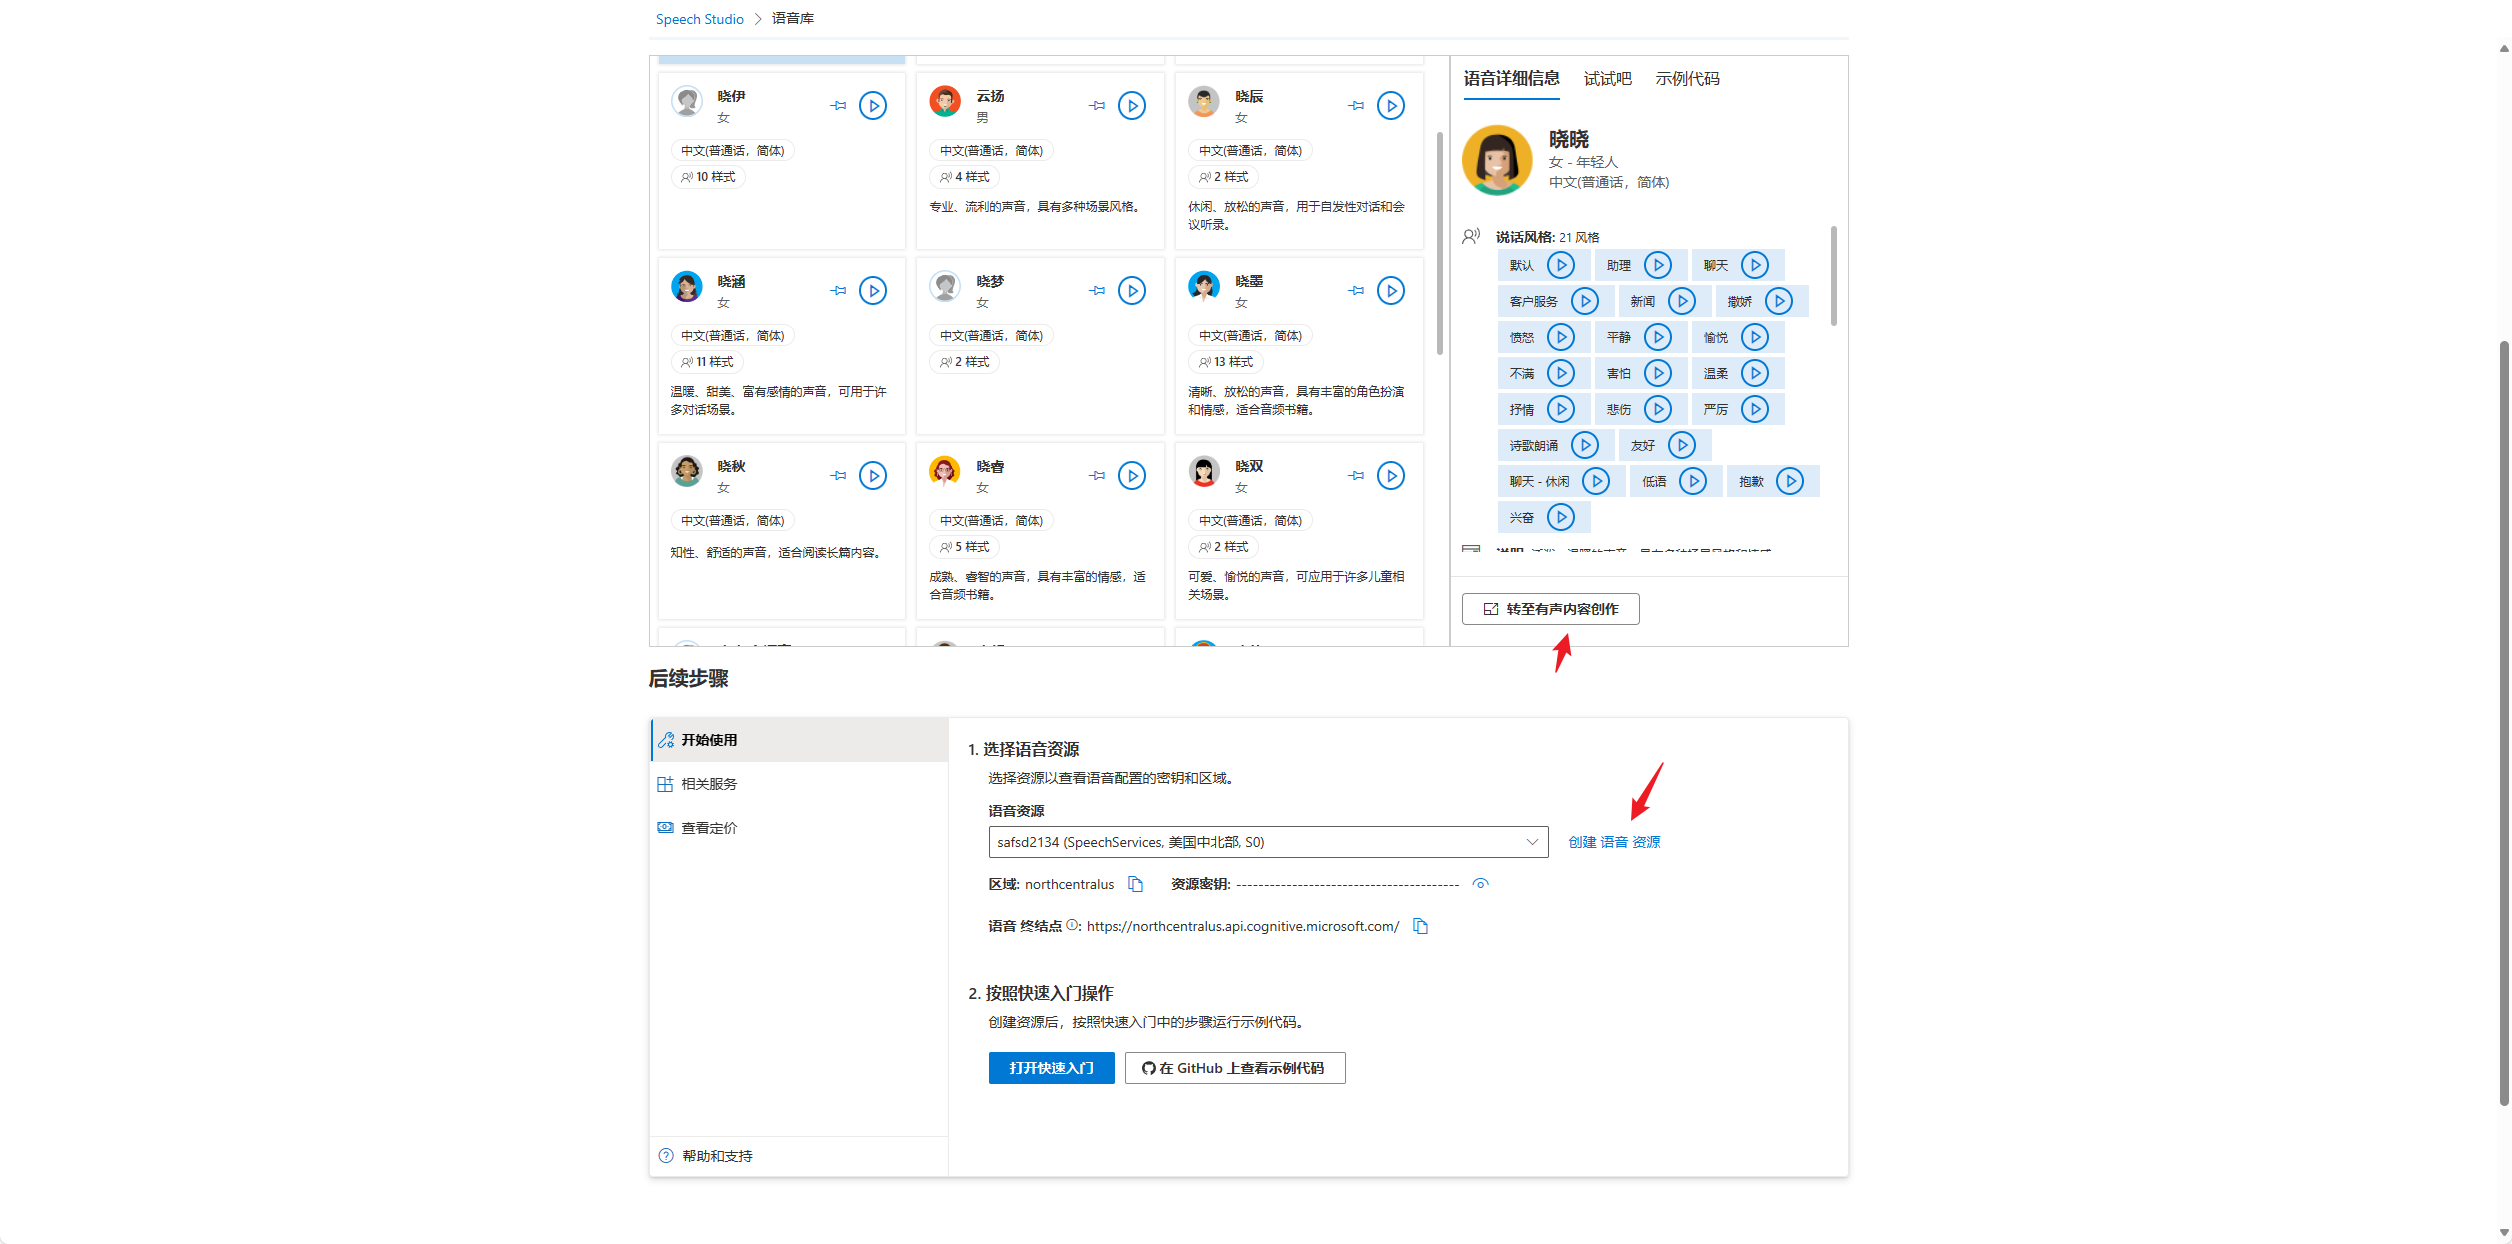 Speech Studio > 语音库
晓伊
女
中文(普通话，简体)
10 样式
云扬
男
中文(普通话，简体)
4 样式
专业、流利的声音，具有多种场景风格。
晓辰
女
中文(普通话，简体)
2 样式
休闲、放松的声音，用于自发性对话和会
议听录。
晓涵
女
中文(普通话，简体)
11 样式
温暖、甜美、富有感情的声音，可用于许
多对话场景。
晓梦
女
中文(普通话，简体)
2 样式
晓墨
女
中文(普通话，简体)
13 样式
清晰、放松的声音，具有丰富的角色扮演
和情感，适合音频书籍。
晓秋
女
中文(普通话，简体)
知性、舒适的声音，适合阅读长篇内容。
晓睿
女
中文(普通话，简体)
5 样式
成熟、睿智的声音，具有丰富的情感，适
合音频书籍。
晓双
女
中文(普通话，简体)
2 样式
可爱、愉悦的声音，可应用于许多儿童相
关场景。
语音详细信息 试试吧 示例代码
晓晓
女 - 年轻人
中文(普通话，简体)
说话风格: 21 风格
默认 助理 聊天
客户服务 新闻 撒娇
愤怒 平静 愉悦
不满 害怕 温柔
抒情 悲伤 严厉
诗歌朗诵 友好
聊天 - 休闲 低语 抱歉
兴奋
转至有声内容创作
后续步骤
开始使用
相关服务
查看定价
帮助和支持
1. 选择语音资源
选择资源以查看语音配置的密钥和区域。
语音资源
safsd2134 (SpeechServices, 美国中北部, S0)
创建 语音 资源
区域: northcentralus 资源密钥: ----------------------------------------
语音 终结点 : https://northcentralus.api.cognitive.microsoft.com/
2. 按照快速入门操作
创建资源后，按照快速入门中的步骤运行示例代码。
打开快速入门 在 GitHub 上查看示例代码